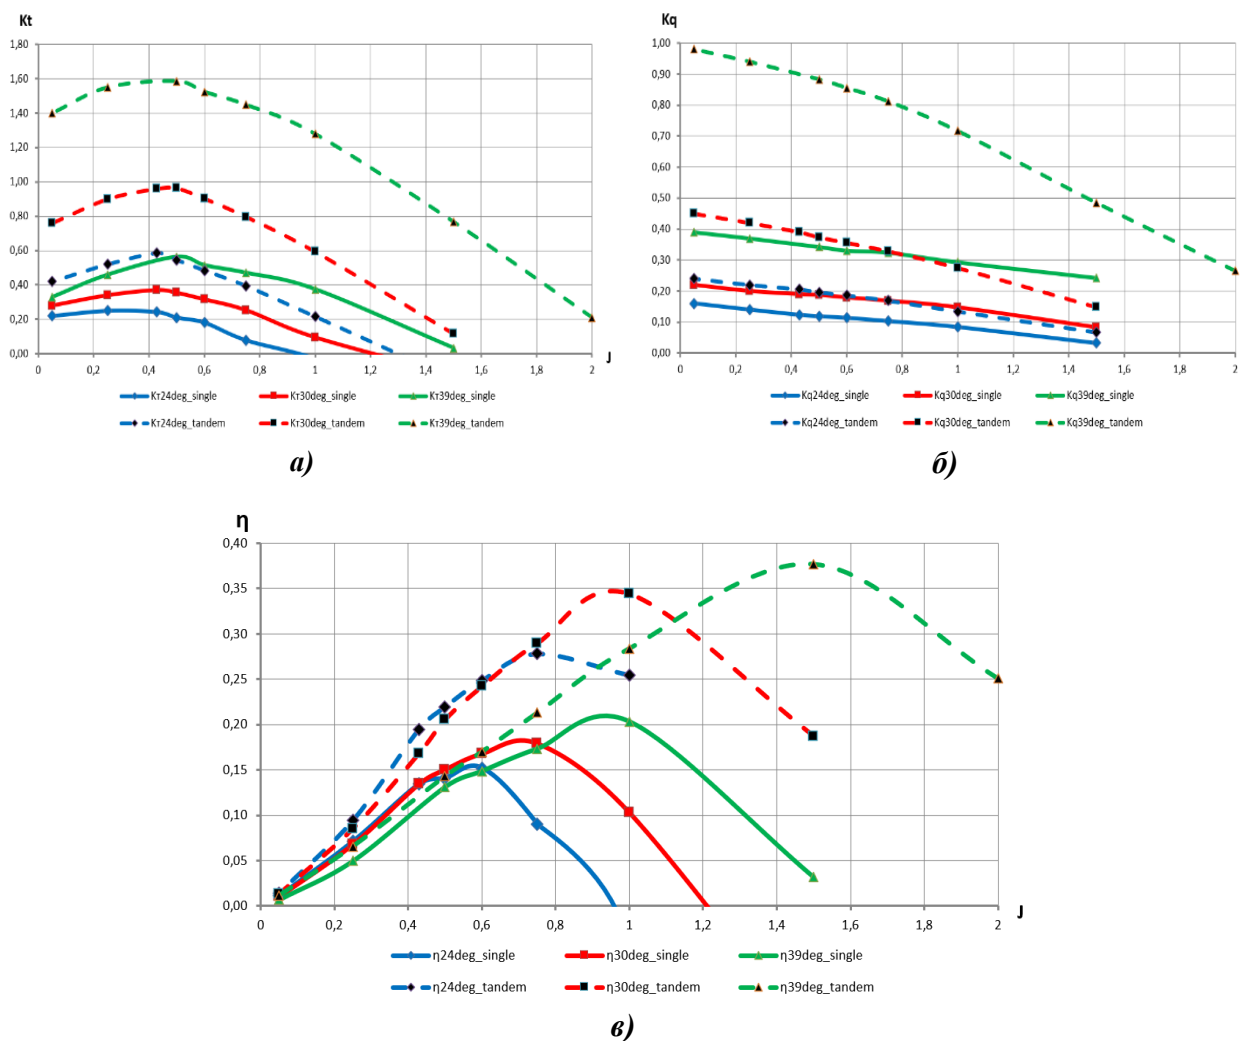 Kt
1,80
1,60
1,40
1,20
1,00
0,80
0,60
0,40
0,20
0,00
0 0,2 0,4 0,6 0,8 1 1,2 1,4 1,6 1,8 2
J
Кт24deg_single Кт30deg_single Кт39deg_single
Кт24deg_tandem Кт30deg_tandem Кт39deg_tandem
а)
Kq
1,00
0,90
0,80
0,70
0,60
0,50
0,40
0,30
0,20
0,10
0,00
0 0,2 0,4 0,6 0,8 1 1,2 1,4 1,6 1,8 2
J
Kq24deg_single Kq30deg_single Kq39deg_single
Kq24deg_tandem Kq30deg_tandem Kq39deg_tandem
б)
η
0,40
0,35
0,30
0,25
0,20
0,15
0,10
0,05
0,00
0 0,2 0,4 0,6 0,8 1 1,2 1,4 1,6 1,8 2
J
η24deg_single η30deg_single η39deg_single
η24deg_tandem η30deg_tandem η39deg_tandem
в)